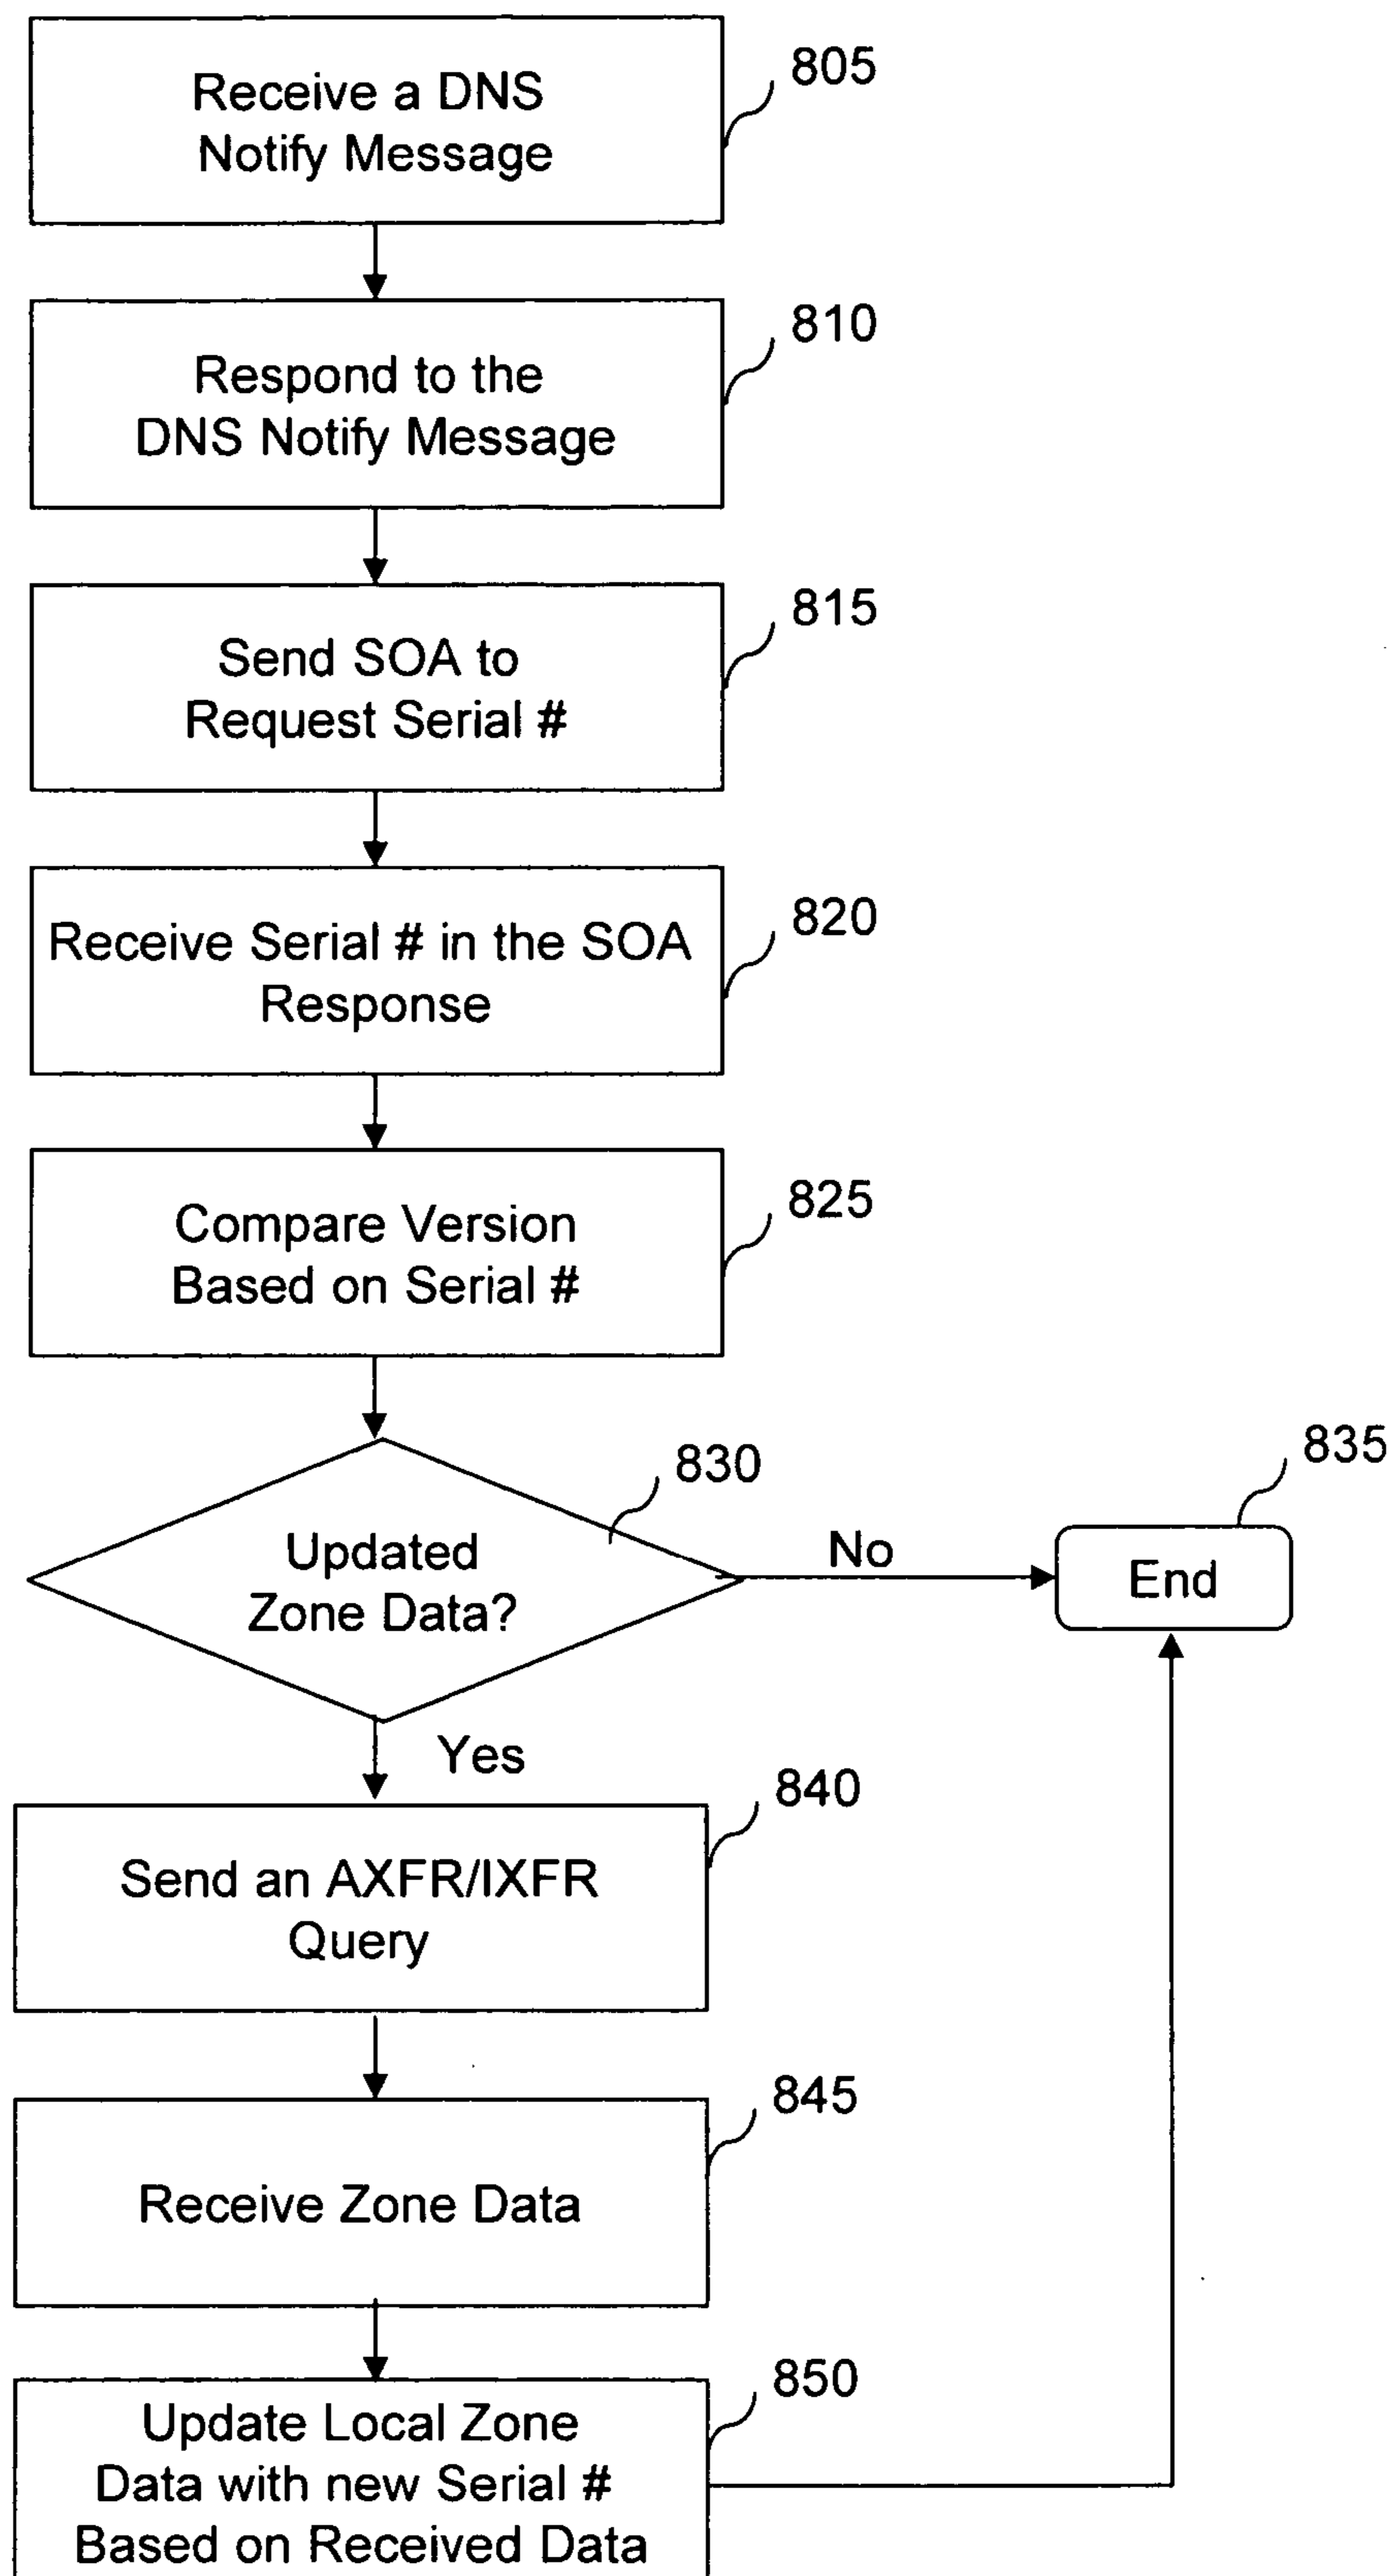 Receive a DNS
Notify Message
805
Respond to the
DNS Notify Message
810
Send SOA to
Request Serial #
815
Receive Serial # in the SOA
Response
820
Compare Version
Based on Serial #
825
Updated
Zone Data?
830
No
End
835
Yes
Send an AXFR/IXFR
Query
840
Receive Zone Data
845
Update Local Zone
Data with new Serial #
Based on Received Data
850